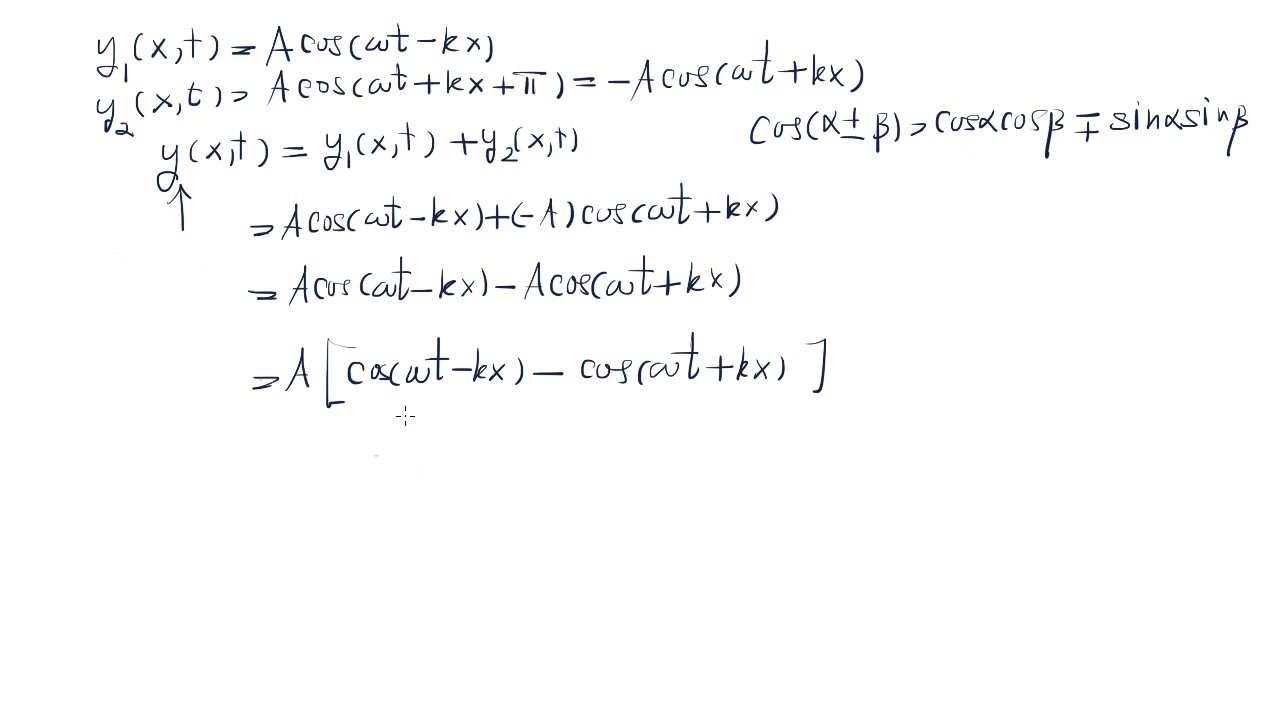 y₁(x,t) = Acos(ωt-kx)
y₂(x,t) = Acos(ωt+kx+π) = -Acos(ωt+kx)
cos(α±β) = cosαcosβ ∓ sinαsinβ
y(x,t) = y₁(x,t) + y₂(x,t)
↑
= Acos(ωt-kx)+(-A)cos(ωt+kx)
= Acos(ωt-kx) - Acos(ωt+kx)
= A[cos(ωt-kx) - cos(ωt+kx)]